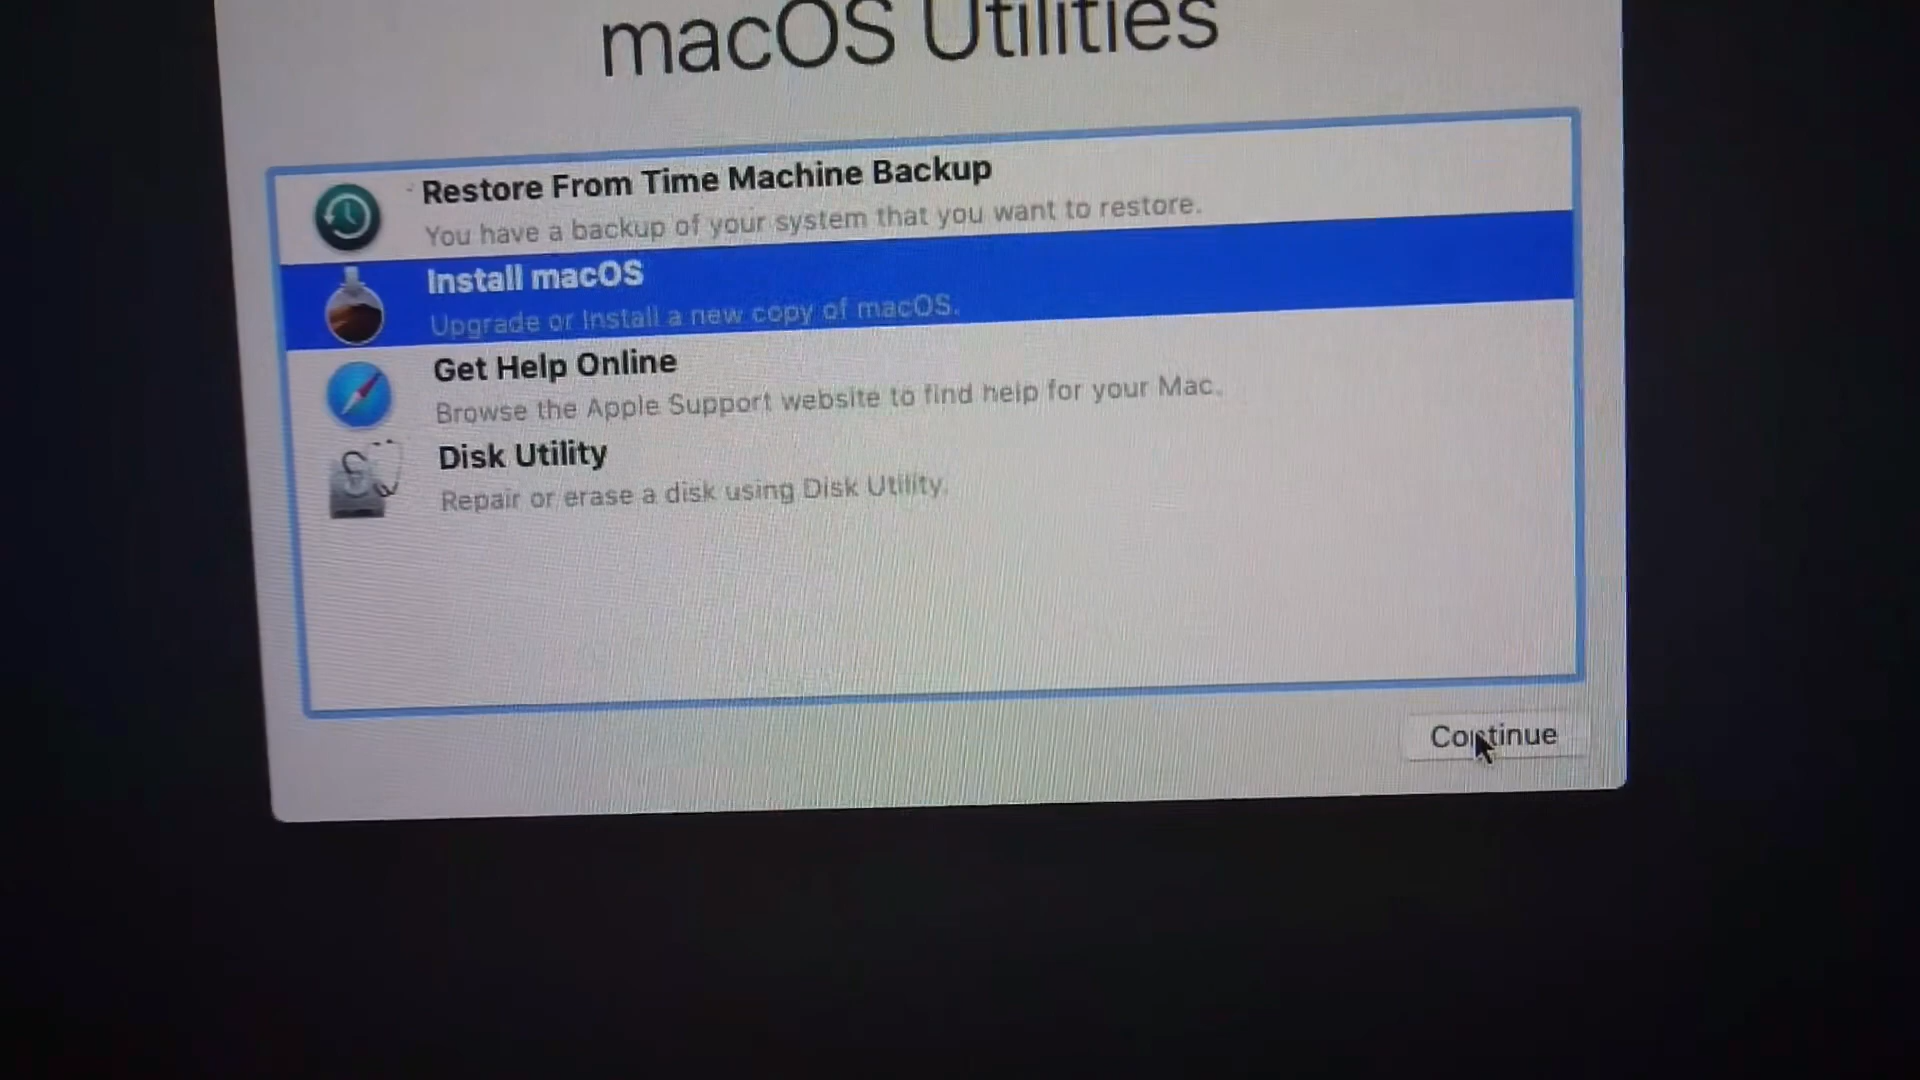 macOS Utilities
Restore From Time Machine Backup
You have a backup of your system that you want to restore.
Install macOS
Upgrade or Install a new copy of macOS.
Get Help Online
Browse the Apple Support website to find help for your Mac.
Disk Utility
Repair or erase a disk using Disk Utility.
Continue